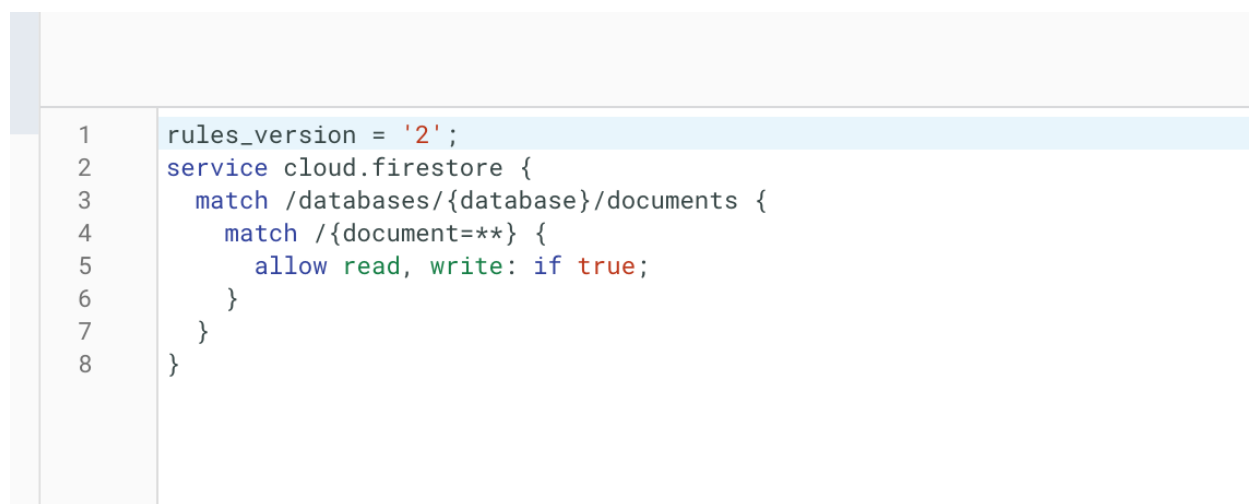 1 rules_version = '2';
2 service cloud.firestore {
3   match /databases/{database}/documents {
4     match /{document=**} {
5       allow read, write: if true;
6     }
7   }
8 }